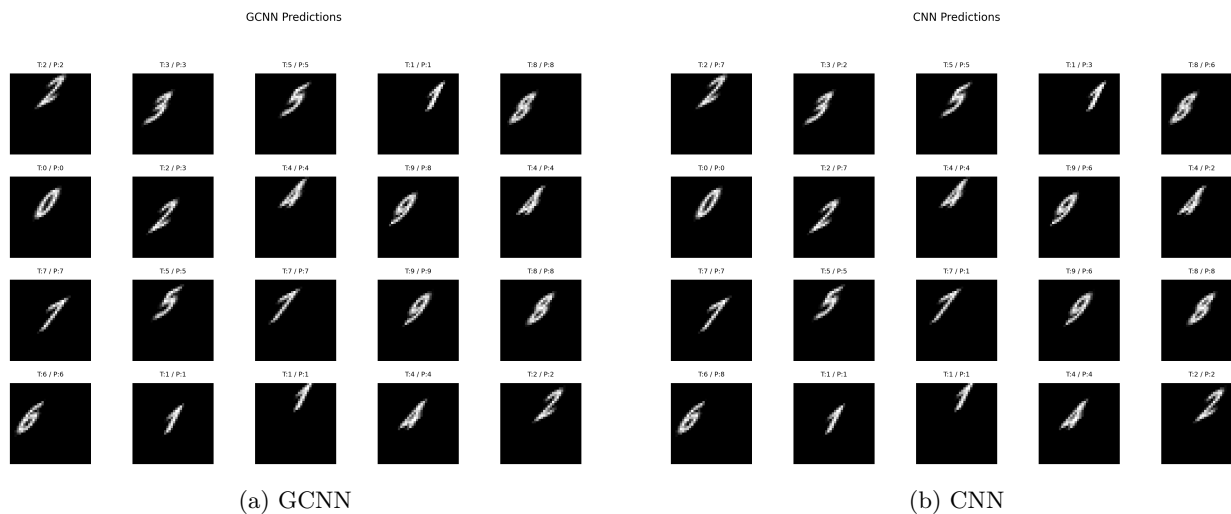 GCNN Predictions
T:2 / P:2 T:3 / P:3 T:5 / P:5 T:1 / P:1 T:8 / P:8
T:0 / P:0 T:2 / P:3 T:4 / P:4 T:9 / P:8 T:4 / P:4
T:7 / P:7 T:5 / P:5 T:7 / P:7 T:9 / P:9 T:8 / P:8
T:6 / P:6 T:1 / P:1 T:1 / P:1 T:4 / P:4 T:2 / P:2
(a) GCNN
CNN Predictions
T:2 / P:7 T:3 / P:2 T:5 / P:5 T:1 / P:3 T:8 / P:6
T:0 / P:0 T:2 / P:7 T:4 / P:4 T:9 / P:6 T:4 / P:2
T:7 / P:7 T:5 / P:5 T:7 / P:1 T:9 / P:6 T:8 / P:8
T:6 / P:8 T:1 / P:1 T:1 / P:1 T:4 / P:4 T:2 / P:2
(b) CNN